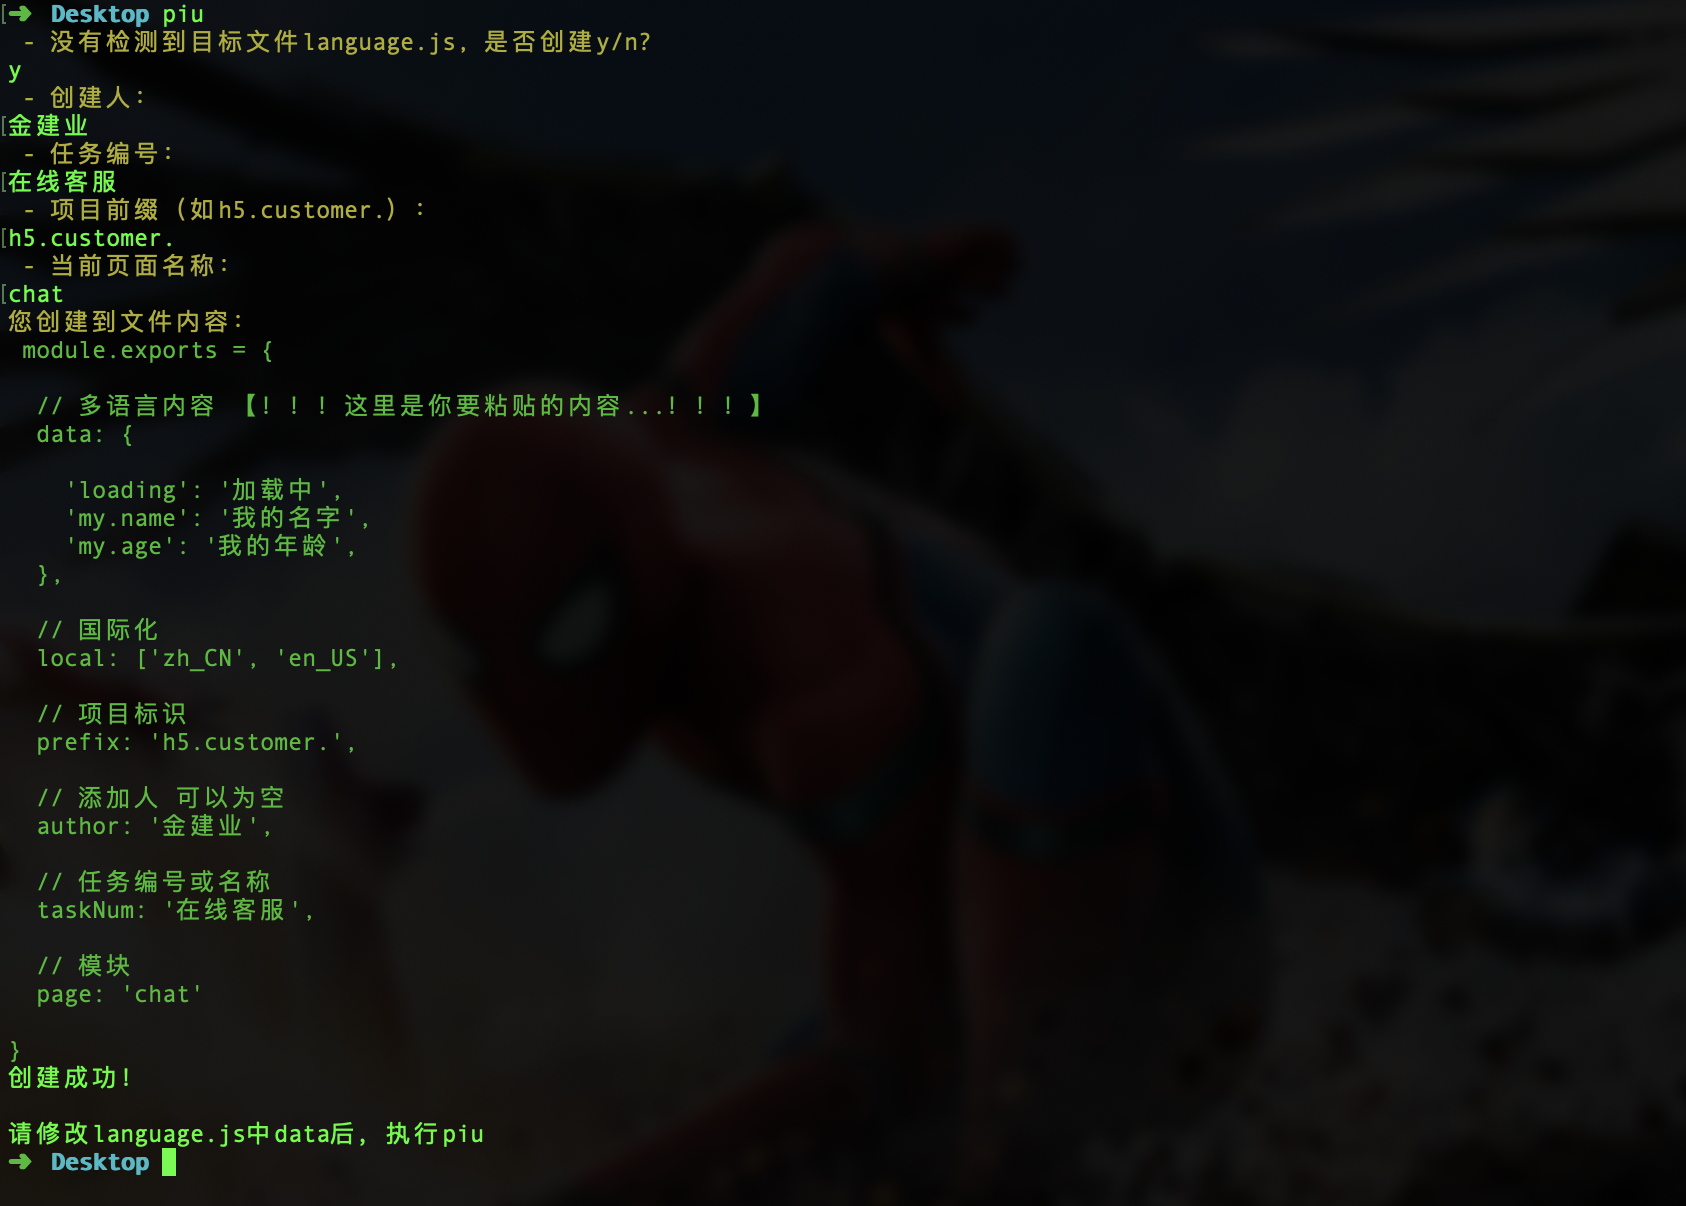 ➜ Desktop piu
- 没有检测到目标文件language.js, 是否创建y/n?
y
- 创建人:
金建业
- 任务编号:
在线客服
- 项目前缀（如h5.customer.）:
h5.customer.
- 当前页面名称:
chat
您创建到文件内容:
module.exports = {
// 多语言内容 【！！！这里是你要粘贴的内容...！！！】
data: {
'loading': '加载中',
'my.name': '我的名字',
'my.age': '我的年龄',
},
// 国际化
local: ['zh_CN', 'en_US'],
// 项目标识
prefix: 'h5.customer.',
// 添加人 可以为空
author: '金建业',
// 任务编号或名称
taskNum: '在线客服',
// 模块
page: 'chat'
}
创建成功!
请修改language.js中data后, 执行piu
➜ Desktop